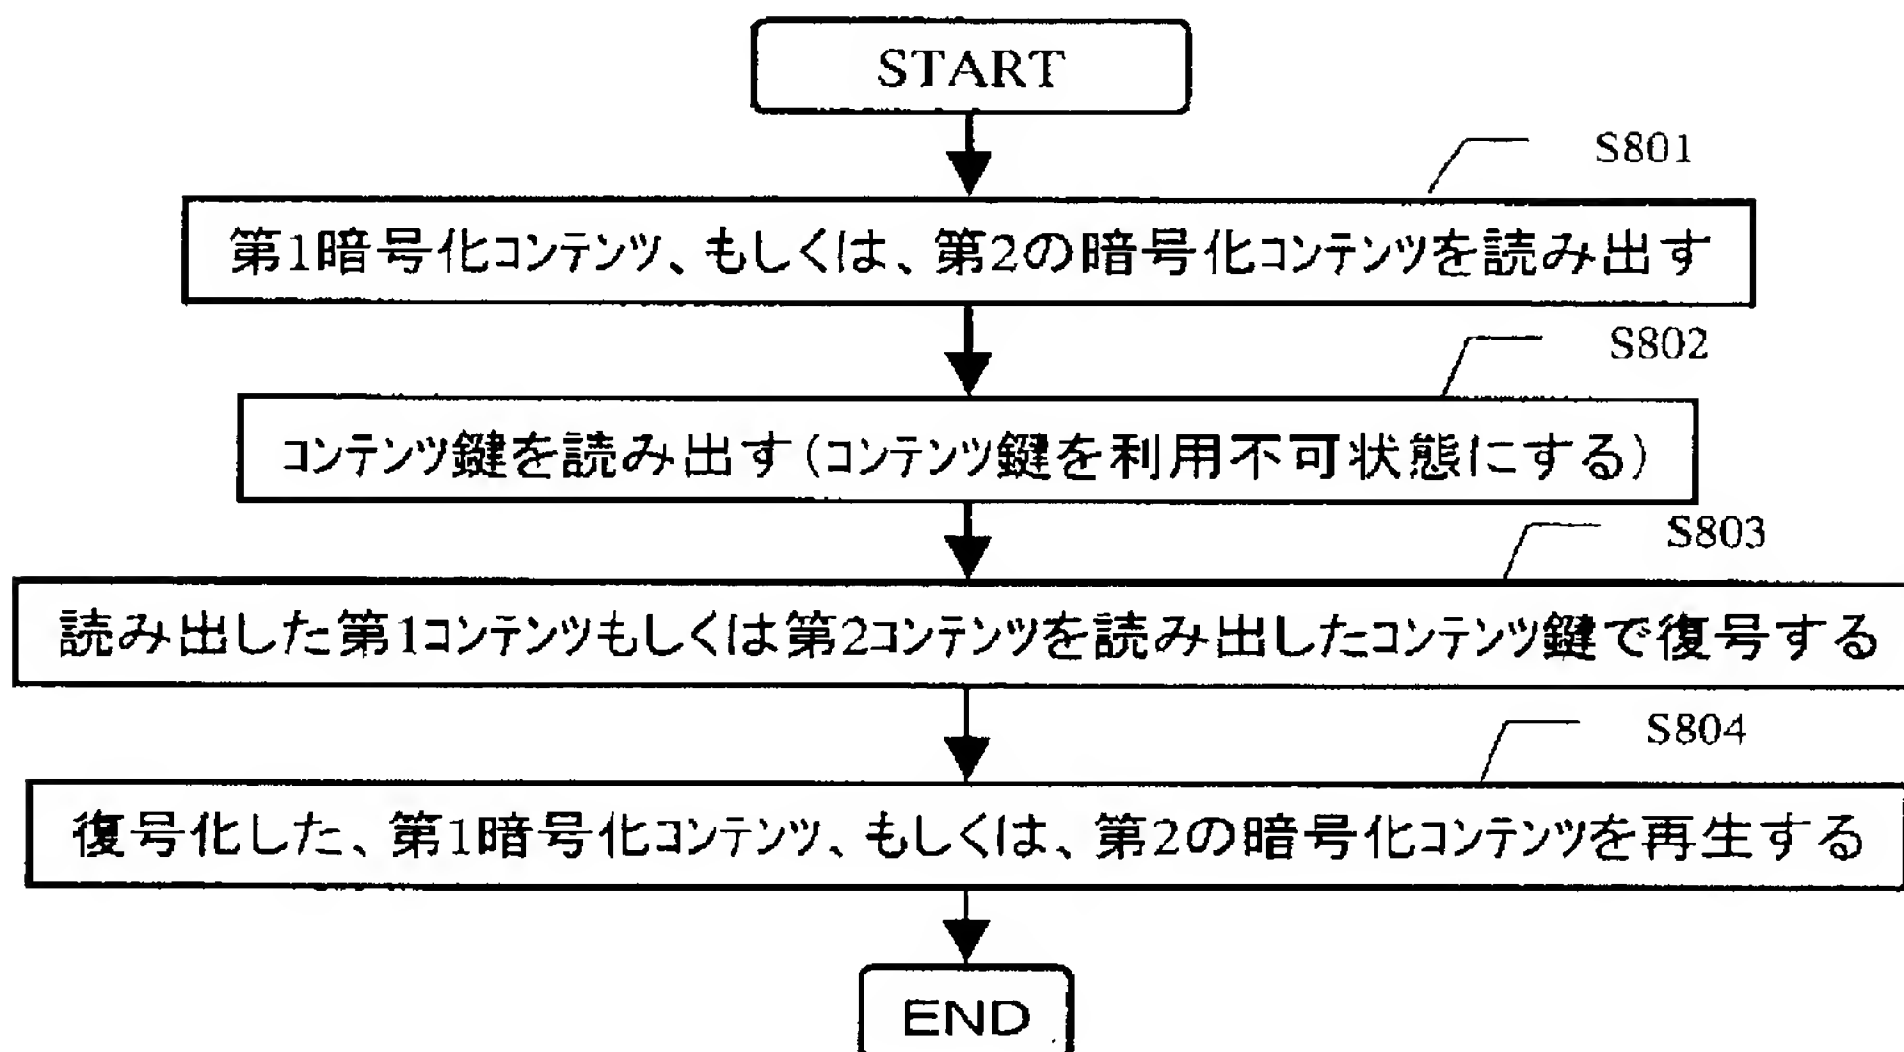 START
S801
第1暗号化コンテンツ、もしくは、第2の暗号化コンテンツを読み出す
S802
コンテンツ鍵を読み出す(コンテンツ鍵を利用不可状態にする)
S803
読み出した第1コンテンツもしくは第2コンテンツを読み出したコンテンツ鍵で復号する
S804
復号化した、第1暗号化コンテンツ、もしくは、第2の暗号化コンテンツを再生する
END